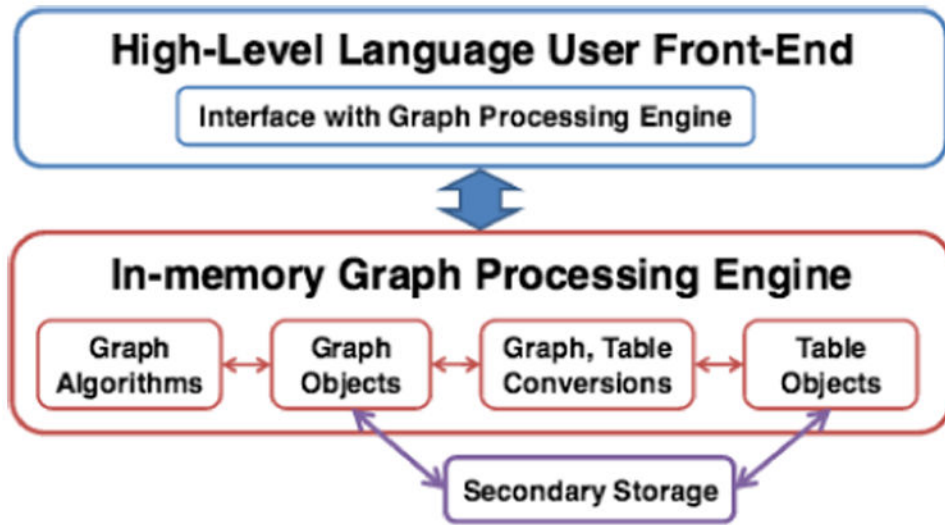 High-Level Language User Front-End
Interface with Graph Processing Engine
In-memory Graph Processing Engine
Graph
Algorithms
Graph
Objects
Graph, Table
Conversions
Table
Objects
Secondary Storage